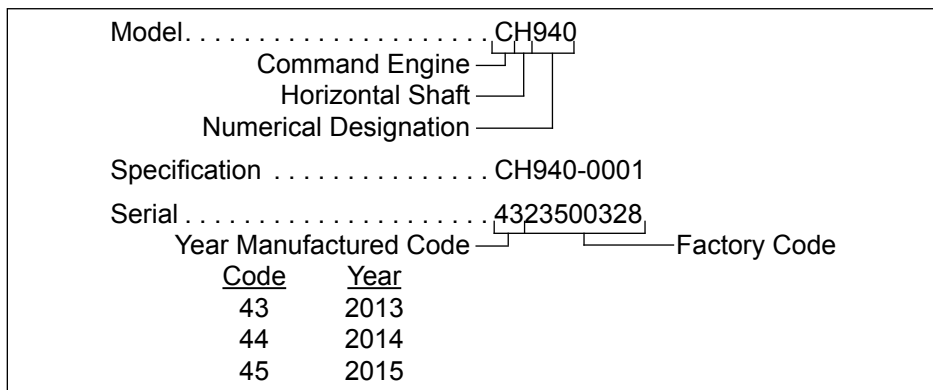 Model. . . . . . . . . . . . . . . . . . . . . CH940
Command Engine
Horizontal Shaft
Numerical Designation
Specification . . . . . . . . . . . . . . . CH940-0001
Serial . . . . . . . . . . . . . . . . . . . . . 4323500328
Year Manufactured Code Factory Code
Code Year
43 2013
44 2014
45 2015